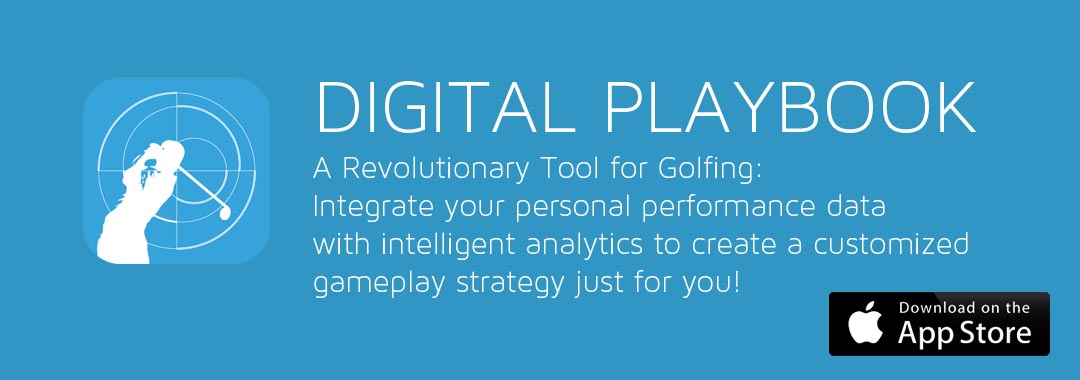 DIGITAL PLAYBOOK
A Revolutionary Tool for Golfing:
Integrate your personal performance data
with intelligent analytics to create a customized
gameplay strategy just for you!
Download on the
App Store